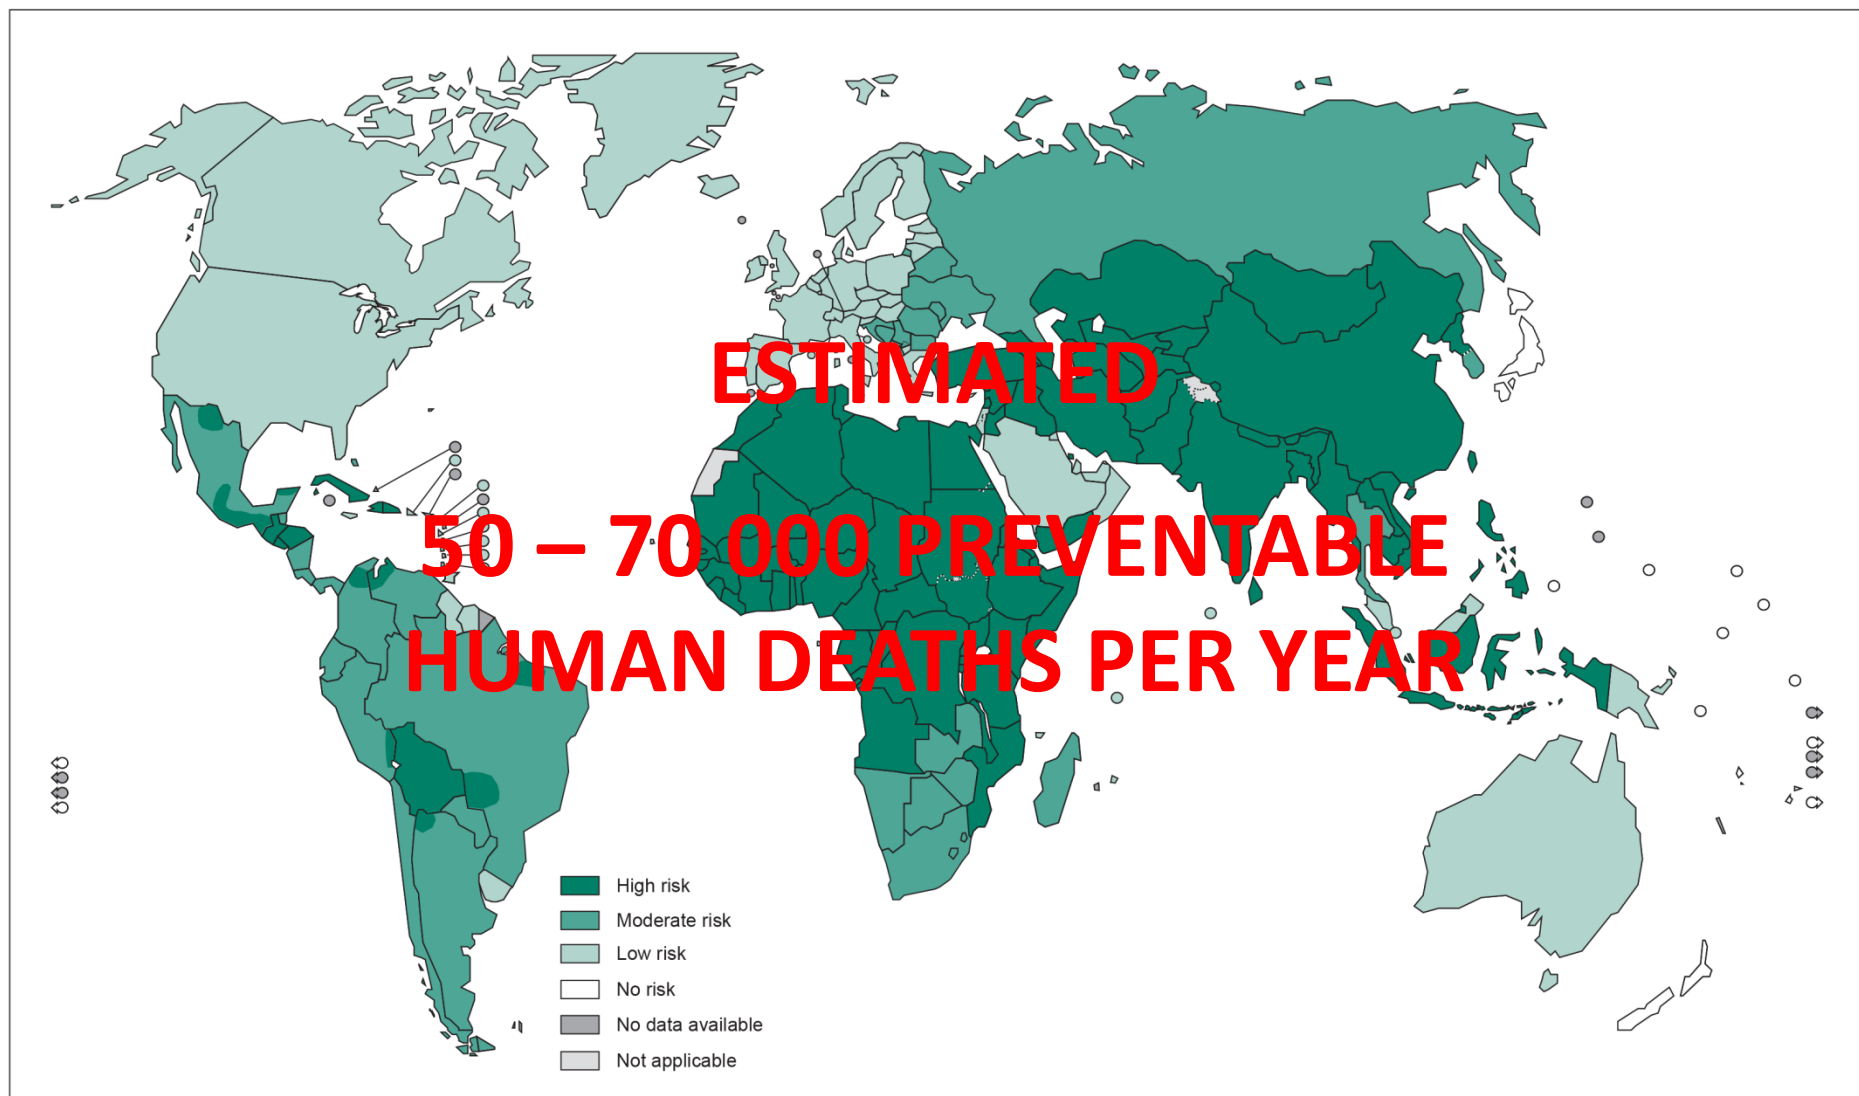 ESTIMATED
50 – 70 000 PREVENTABLE
HUMAN DEATHS PER YEAR
High risk
Moderate risk
Low risk
No risk
No data available
Not applicable